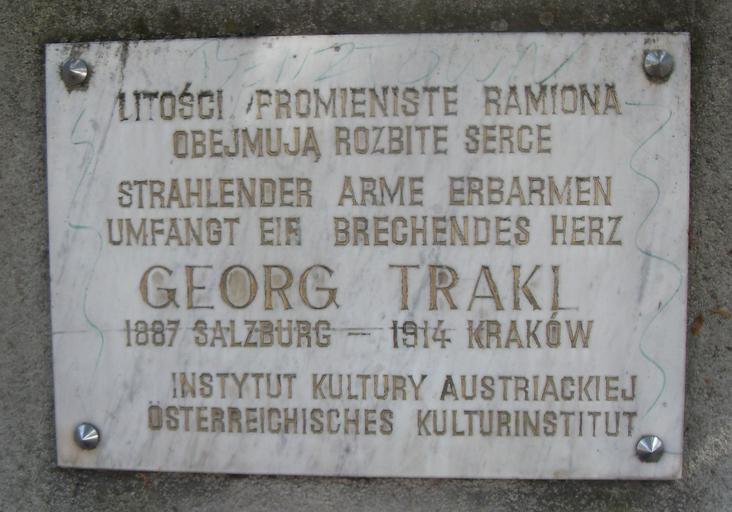 LITOŚCI PROMIENISTE RAMIONA
OBEJMUJĄ ROZBITE SERCE
STRAHLENDER ARME ERBARMEN
UMFÄNGT EIN BRECHENDES HERZ
GEORG TRAKL
1887 SALZBURG — 1914 KRAKÓW
INSTYTUT KULTURY AUSTRIACKIEJ
ÖSTERREICHISCHES KULTURINSTITUT